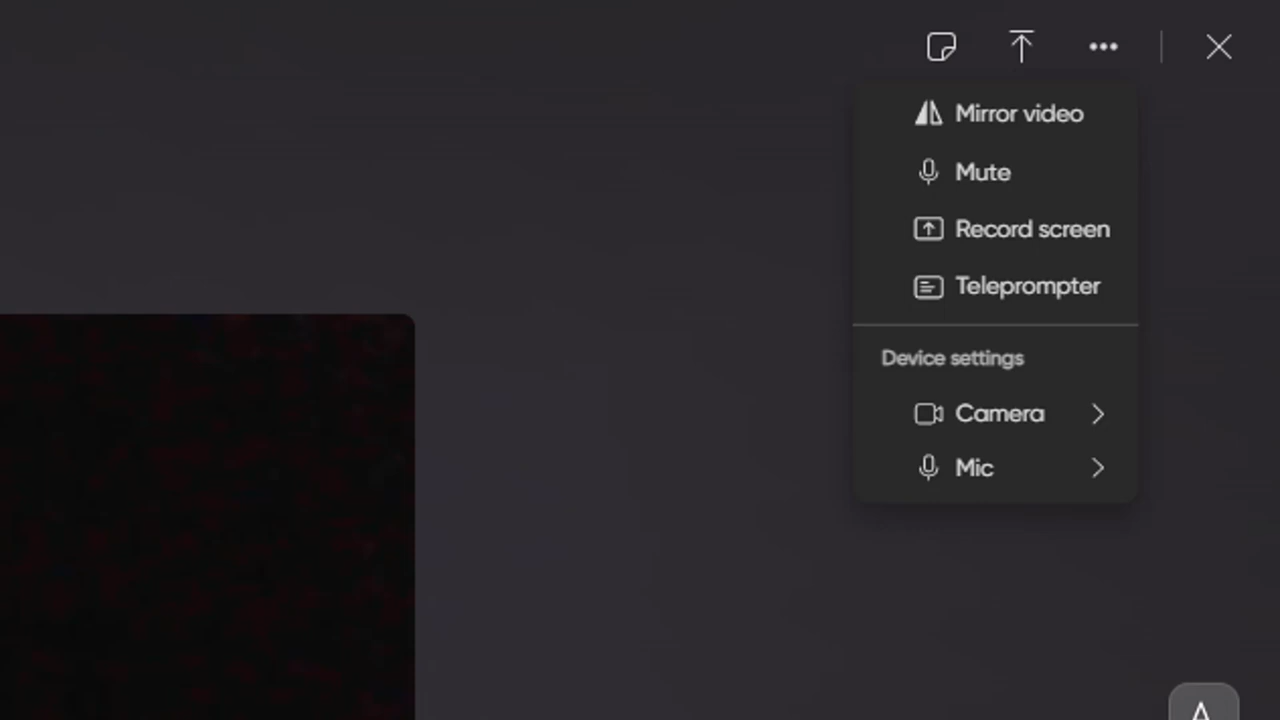 Mirror video
Mute
Record screen
Teleprompter
Device settings
Camera
Mic